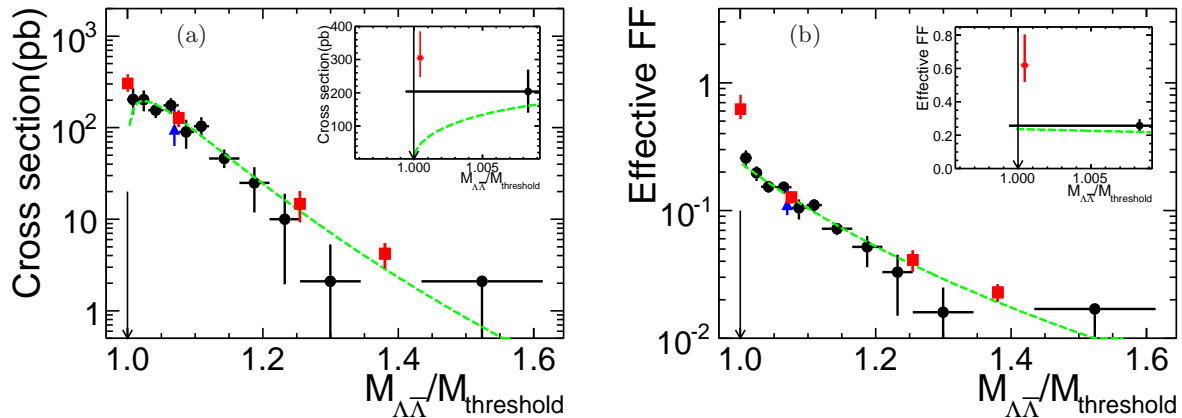 (a)
Cross section(pb)
10³
10²
10
1
1.0 1.2 1.4 1.6
M_ΛΛ̅/M_threshold
Cross section(pb)
400
300
200
100
1.000 1.005
M_ΛΛ̅/M_threshold
(b)
Effective FF
1
10⁻¹
10⁻²
1.0 1.2 1.4 1.6
M_ΛΛ̅/M_threshold
Effective FF
0.8
0.6
0.4
0.2
0.0
1.000 1.005
M_ΛΛ̅/M_threshold